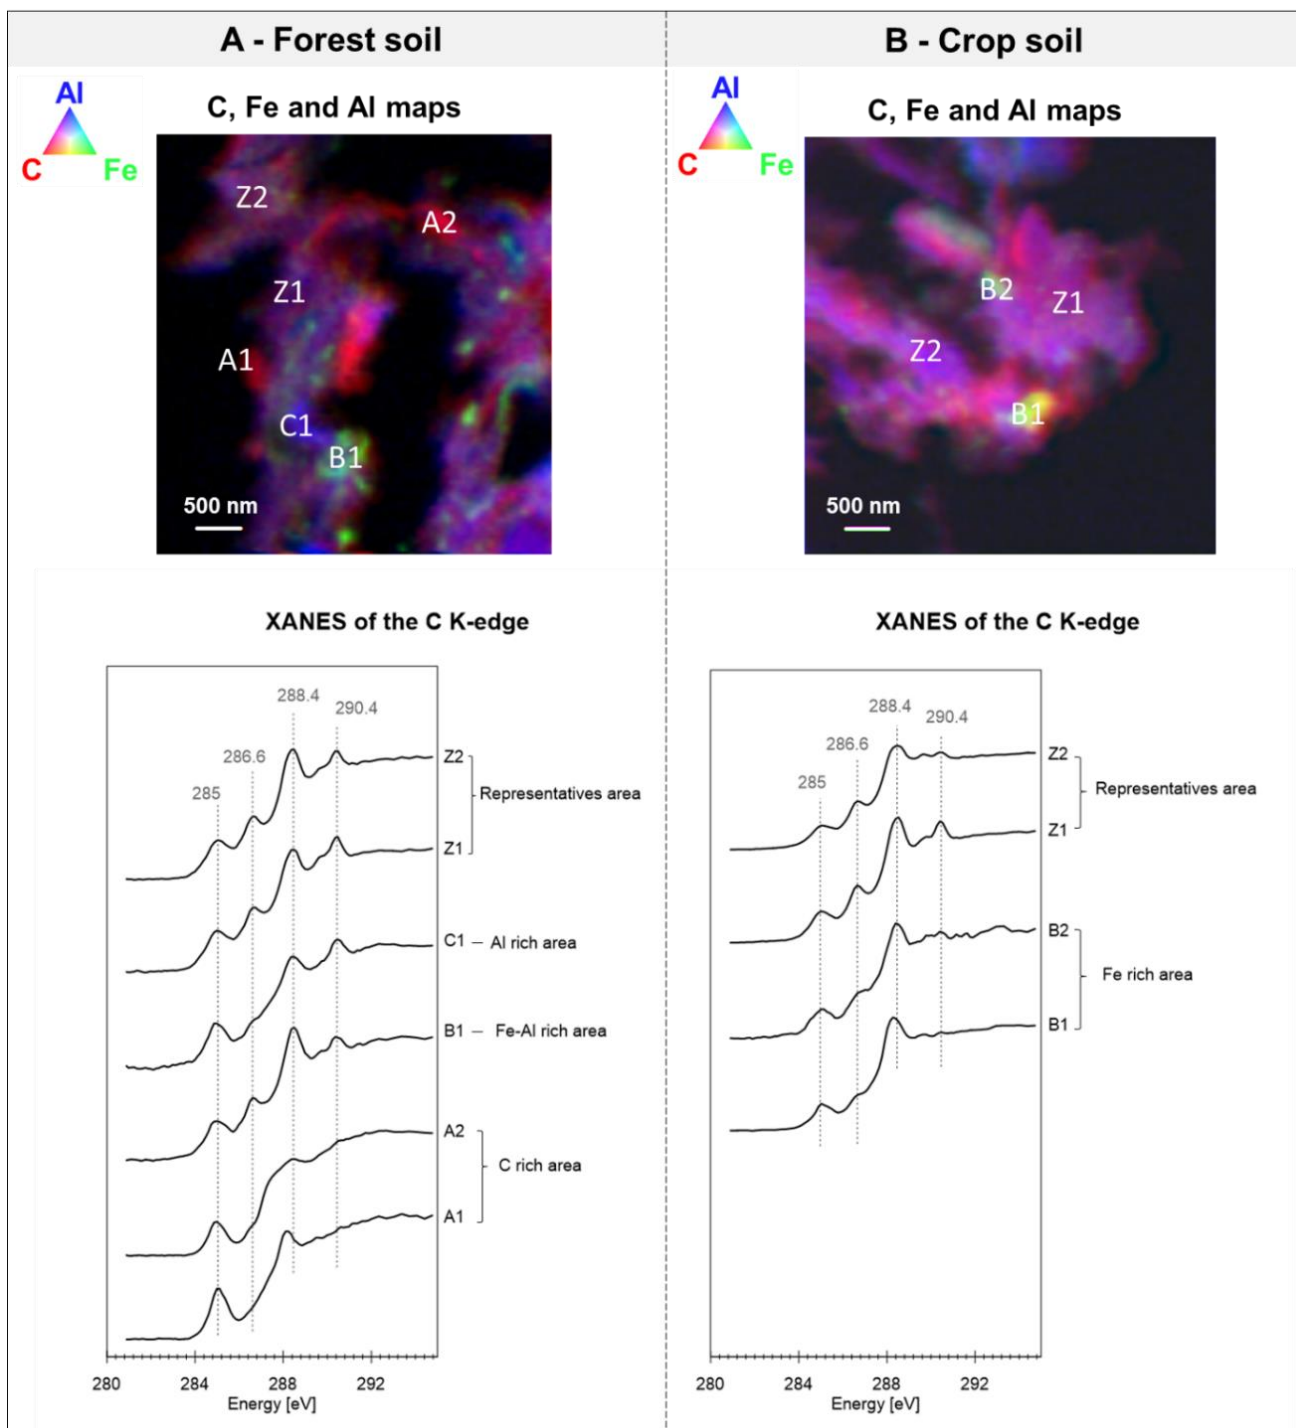 A - Forest soil
Al
C
Fe
C, Fe and Al maps
Z2
A2
Z1
A1
C1
B1
500 nm
XANES of the C K-edge
288.4
290.4
286.6
285
Z2
Representatives area
Z1
C1 — Al rich area
B1 — Fe-Al rich area
A2
C rich area
A1
280
284
288
292
Energy [eV]
B - Crop soil
Al
C
Fe
C, Fe and Al maps
B2
Z1
Z2
B1
500 nm
XANES of the C K-edge
288.4
290.4
286.6
285
Z2
Representatives area
Z1
B2
Fe rich area
B1
280
284
288
292
Energy [eV]